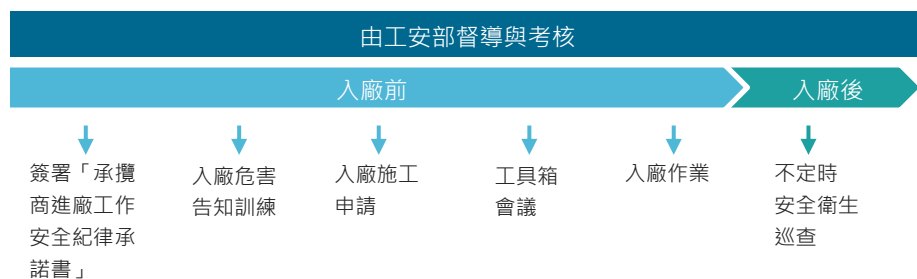 由工安部督導與考核
入廠前
入廠後
簽署「承攬
商進廠工作
安全紀律承
諾書」
入廠危害
告知訓練
入廠施工
申請
工具箱
會議
入廠作業
不定時
安全衛生
巡查